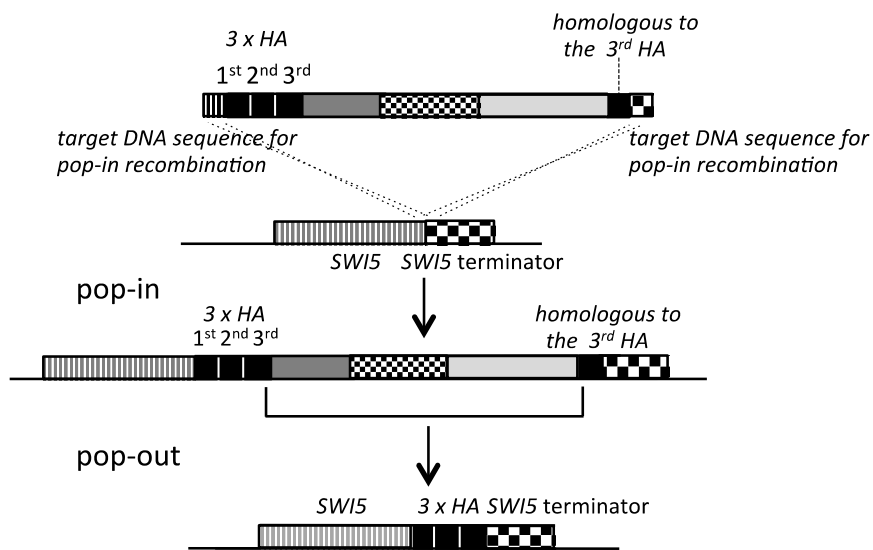 3 x HA
1st 2nd 3rd
homologous to
the 3rd HA
target DNA sequence for
pop-in recombination
target DNA sequence for
pop-in recombination
SWI5 SWI5 terminator
pop-in
3 x HA
1st 2nd 3rd
homologous to
the 3rd HA
pop-out
SWI5 3 x HA SWI5 terminator